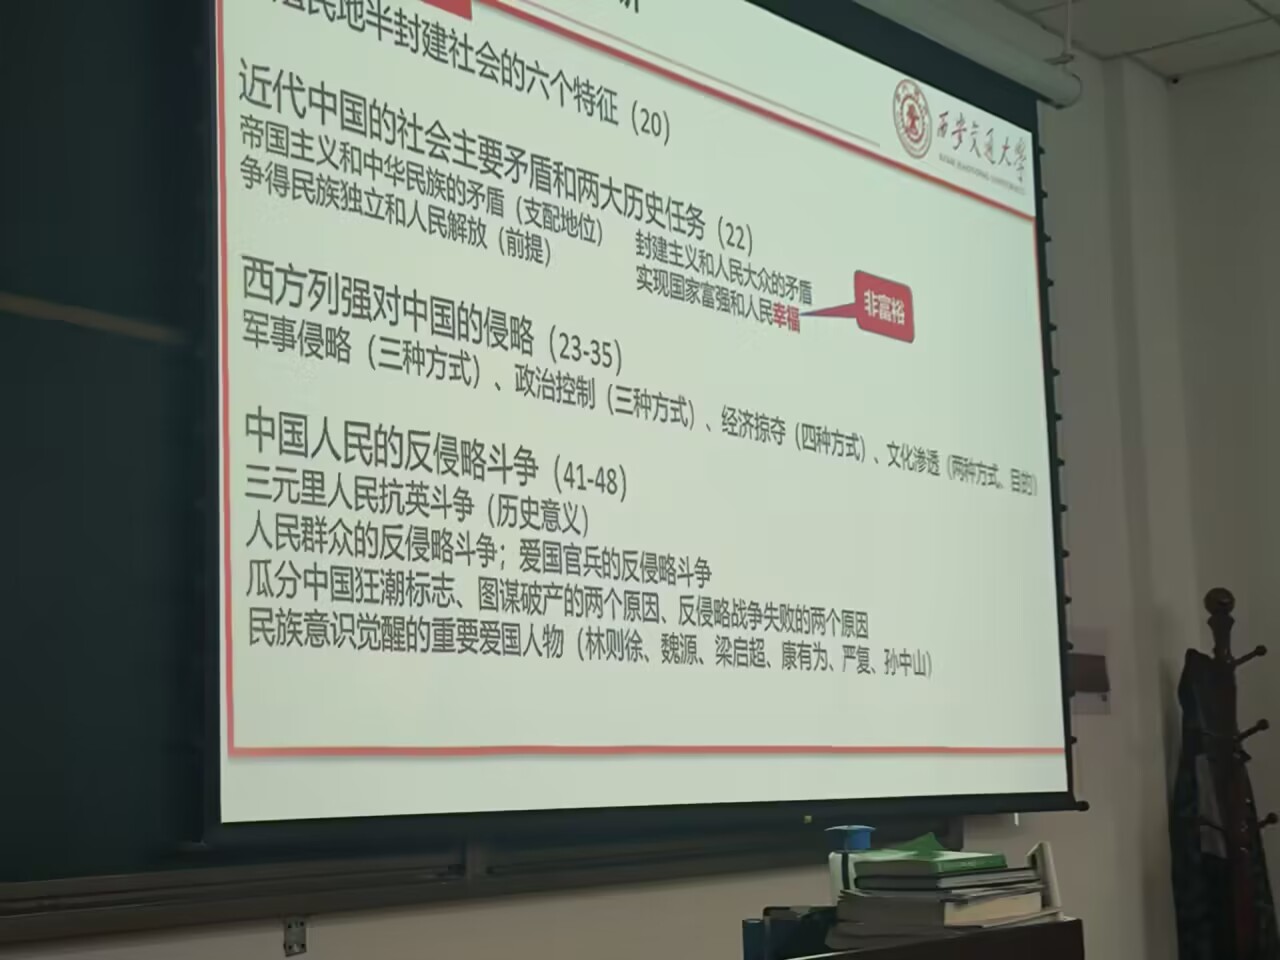 殖民地半封建社会的六个特征（20）
西安交通大学
近代中国的社会主要矛盾和两大历史任务（22）
帝国主义和中华民族的矛盾（支配地位） 封建主义和人民大众的矛盾
争得民族独立和人民解放（前提） 实现国家富强和人民幸福
非富裕
西方列强对中国的侵略（23-35）
军事侵略（三种方式）、政治控制（三种方式）、经济掠夺（四种方式）、文化渗透（两种方式、目的）
中国人民的反侵略斗争（41-48）
三元里人民抗英斗争（历史意义）
人民群众的反侵略斗争；爱国官兵的反侵略斗争
瓜分中国狂潮标志、图谋破产的两个原因、反侵略战争失败的两个原因
民族意识觉醒的重要爱国人物（林则徐、魏源、梁启超、康有为、严复、孙中山）